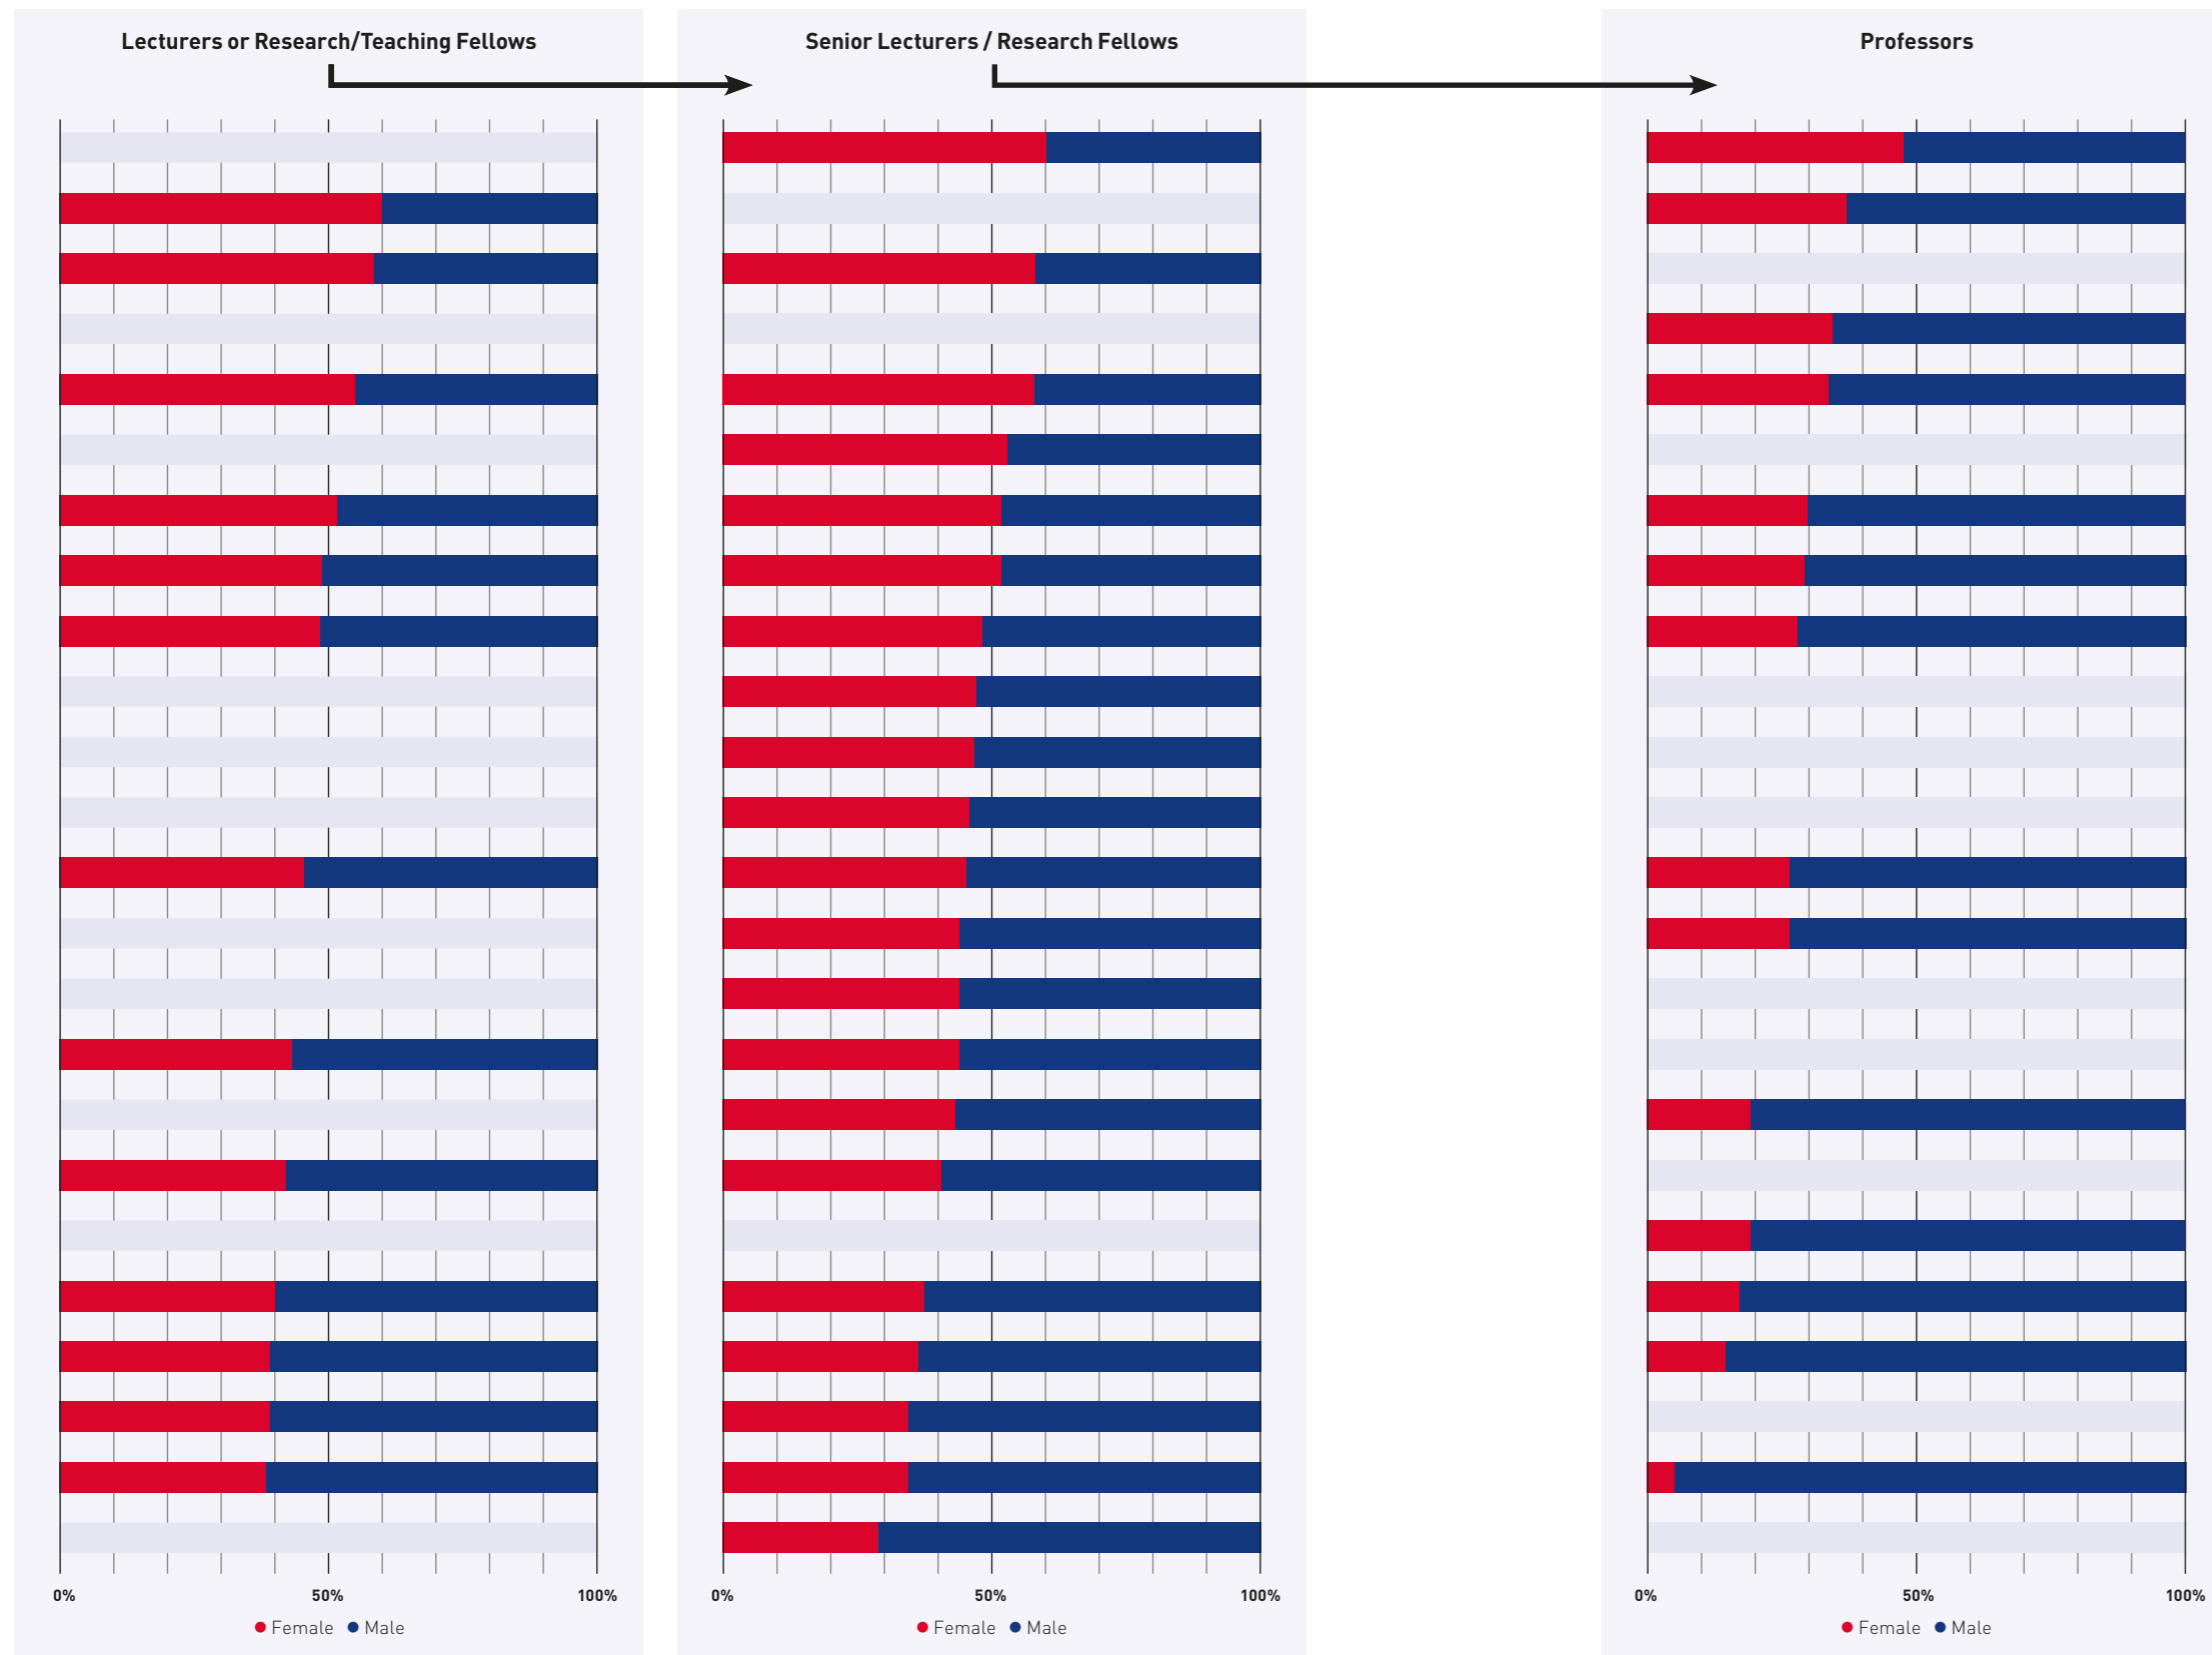 Lecturers or Research/Teaching Fellows
Senior Lecturers / Research Fellows
Professors
0% 50% 100%
Female Male
0% 50% 100%
Female Male
0% 50% 100%
Female Male